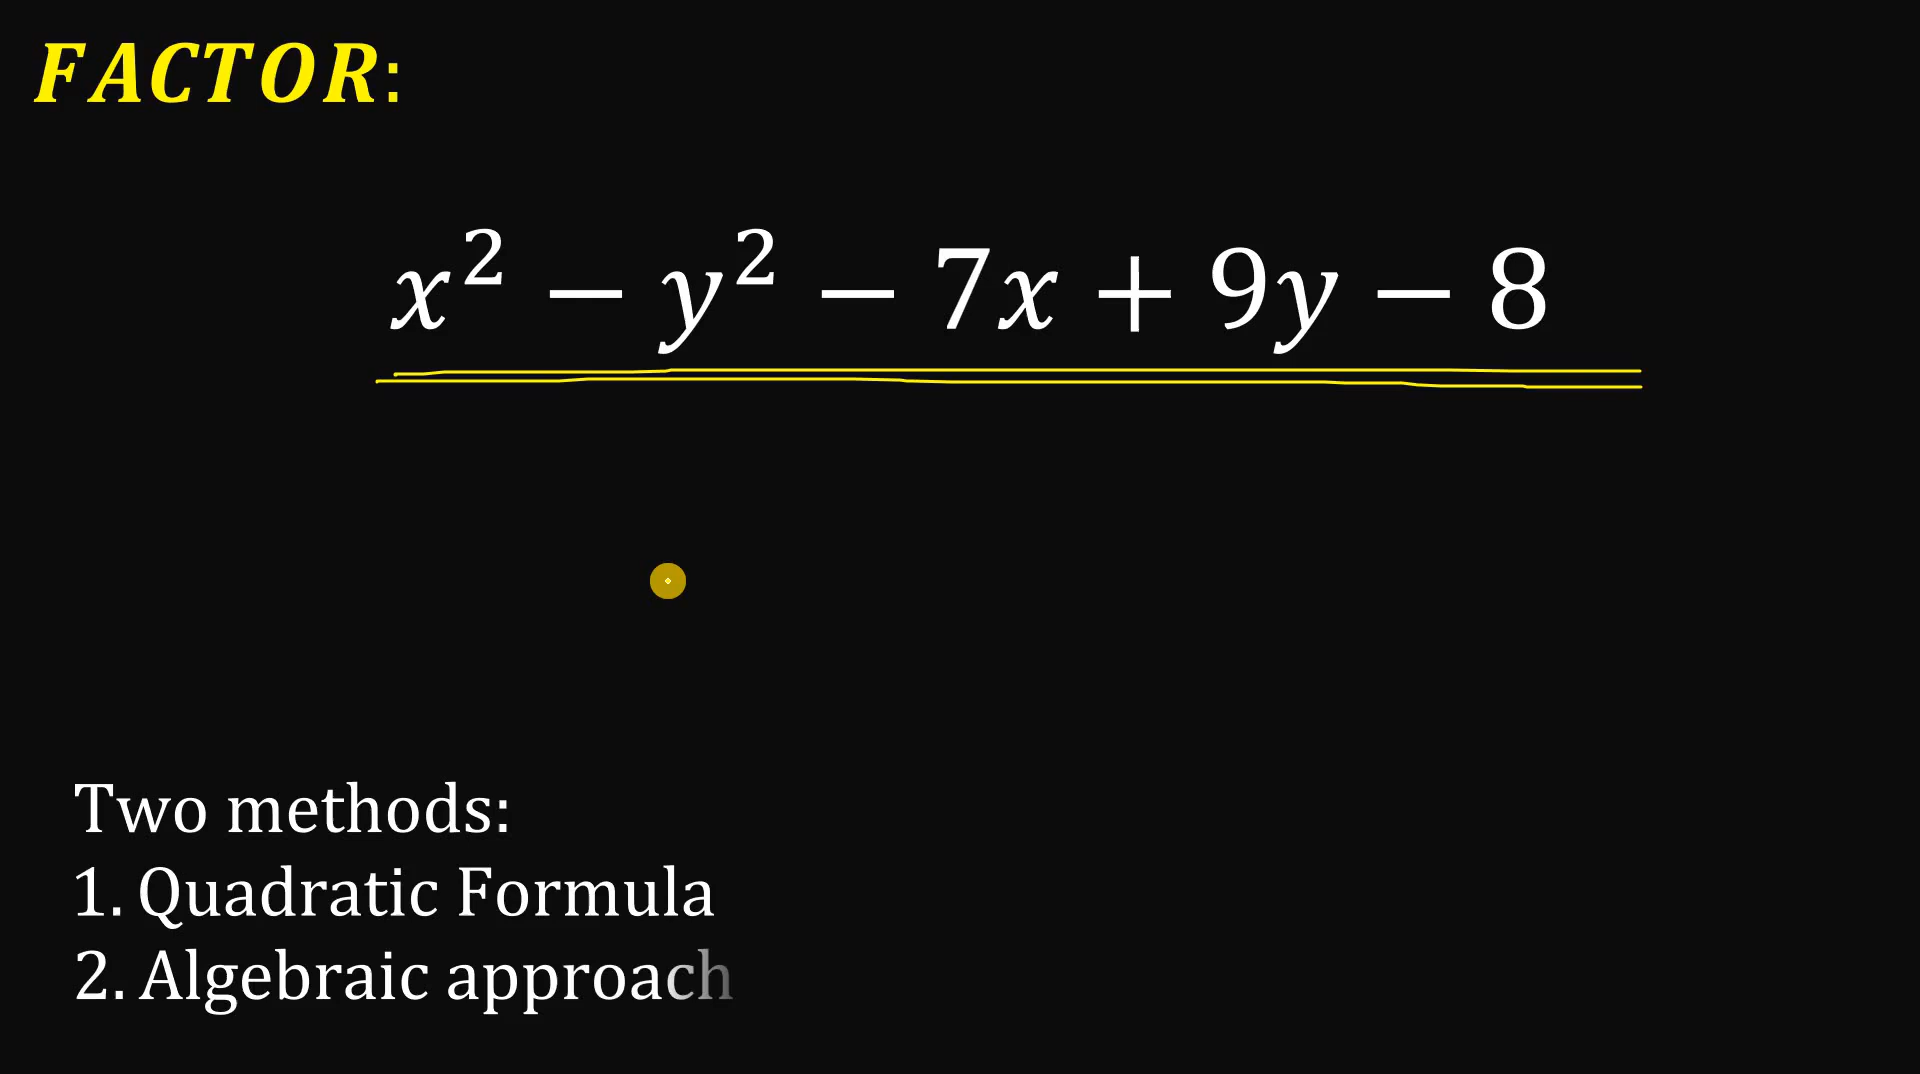 FACTOR:
x² − y² − 7x + 9y − 8
Two methods:
1. Quadratic Formula
2. Algebraic approach